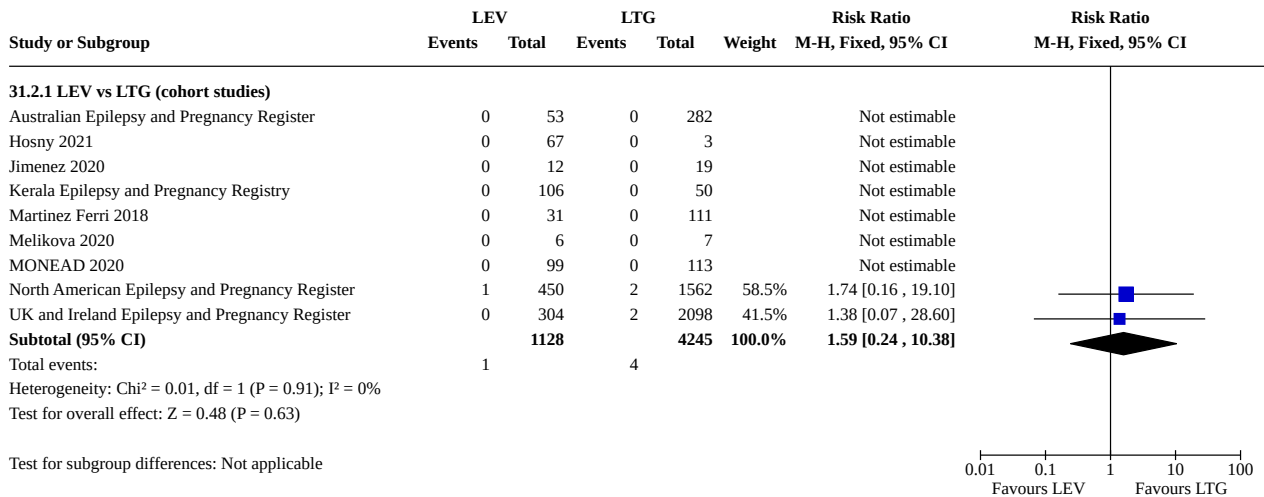 LEV LTG Risk Ratio Risk Ratio
Study or Subgroup Events Total Events Total Weight M-H, Fixed, 95% CI M-H, Fixed, 95% CI
31.2.1 LEV vs LTG (cohort studies)
Australian Epilepsy and Pregnancy Register 0 53 0 282 Not estimable
Hosny 2021 0 67 0 3 Not estimable
Jimenez 2020 0 12 0 19 Not estimable
Kerala Epilepsy and Pregnancy Registry 0 106 0 50 Not estimable
Martinez Ferri 2018 0 31 0 111 Not estimable
Melikova 2020 0 6 0 7 Not estimable
MONEAD 2020 0 99 0 113 Not estimable
North American Epilepsy and Pregnancy Register 1 450 2 1562 58.5% 1.74 [0.16 , 19.10]
UK and Ireland Epilepsy and Pregnancy Register 0 304 2 2098 41.5% 1.38 [0.07 , 28.60]
Subtotal (95% CI) 1128 4245 100.0% 1.59 [0.24 , 10.38]
Total events: 1 4
Heterogeneity: Chi² = 0.01, df = 1 (P = 0.91); I² = 0%
Test for overall effect: Z = 0.48 (P = 0.63)
Test for subgroup differences: Not applicable
0.01 0.1 1 10 100
Favours LEV Favours LTG